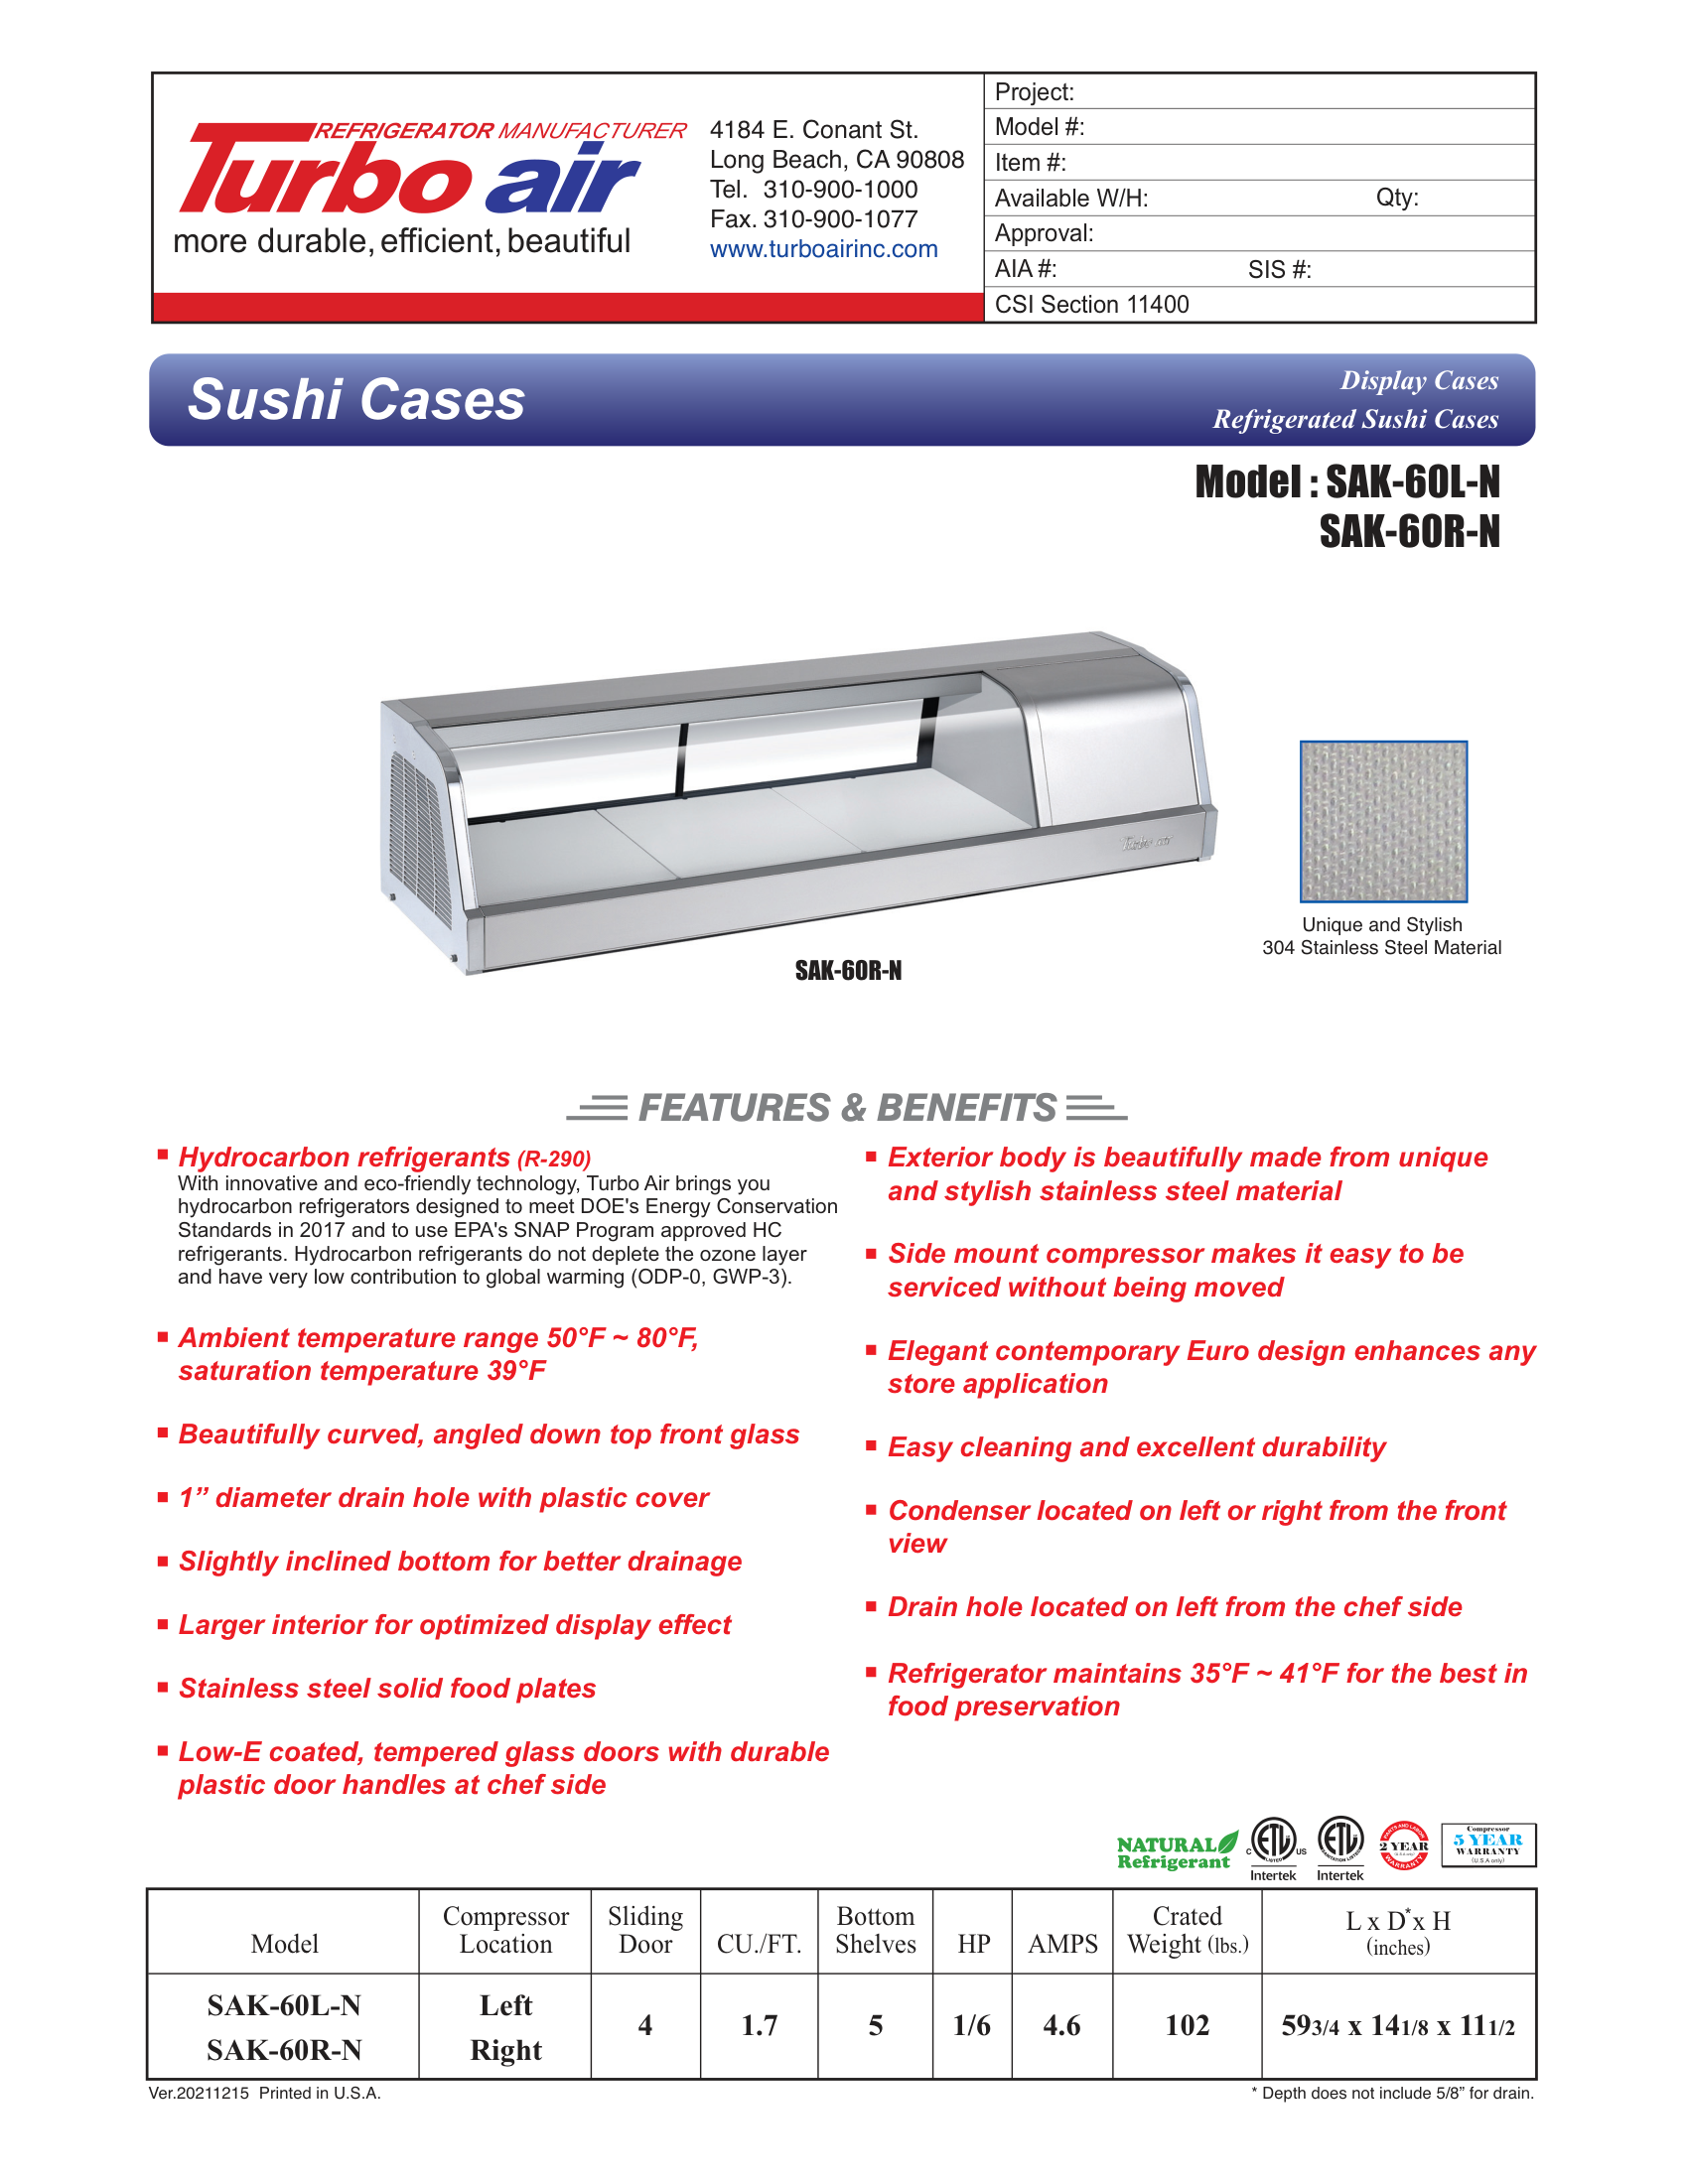 REFRIGERATOR MANUFACTURER
Turbo air
more durable, efficient, beautiful
4184 E. Conant St.
Long Beach, CA 90808
Tel. 310-900-1000
Fax. 310-900-1077
www.turboairinc.com
Project:
Model #:
Item #:
Available W/H: Qty:
Approval:
AIA #: SIS #:
CSI Section 11400
Sushi Cases
Display Cases
Refrigerated Sushi Cases
Model : SAK-60L-N
SAK-60R-N
Turbo air
Unique and Stylish
304 Stainless Steel Material
SAK-60R-N
FEATURES & BENEFITS
▪ Hydrocarbon refrigerants (R-290)
With innovative and eco-friendly technology, Turbo Air brings you
hydrocarbon refrigerators designed to meet DOE's Energy Conservation
Standards in 2017 and to use EPA's SNAP Program approved HC
refrigerants. Hydrocarbon refrigerants do not deplete the ozone layer
and have very low contribution to global warming (ODP-0, GWP-3).
▪ Ambient temperature range 50°F ~ 80°F,
saturation temperature 39°F
▪ Beautifully curved, angled down top front glass
▪ 1” diameter drain hole with plastic cover
▪ Slightly inclined bottom for better drainage
▪ Larger interior for optimized display effect
▪ Stainless steel solid food plates
▪ Low-E coated, tempered glass doors with durable
plastic door handles at chef side
▪ Exterior body is beautifully made from unique
and stylish stainless steel material
▪ Side mount compressor makes it easy to be
serviced without being moved
▪ Elegant contemporary Euro design enhances any
store application
▪ Easy cleaning and excellent durability
▪ Condenser located on left or right from the front
view
▪ Drain hole located on left from the chef side
▪ Refrigerator maintains 35°F ~ 41°F for the best in
food preservation
NATURAL
Refrigerant
C ETL US
LISTED
Intertek
ETL
SANITATION LISTED
Intertek
PARTS AND LABOR
2 YEAR
WARRANTY
Compressor
5 YEAR
WARRANTY
(U.S.A only)
Model Compressor Location Sliding Door CU./FT. Bottom Shelves HP AMPS Crated Weight (lbs.) L x D* x H (inches)
SAK-60L-N Left
SAK-60R-N Right
4 1.7 5 1/6 4.6 102 593/4 x 141/8 x 111/2
Ver.20211215 Printed in U.S.A.
* Depth does not include 5/8” for drain.